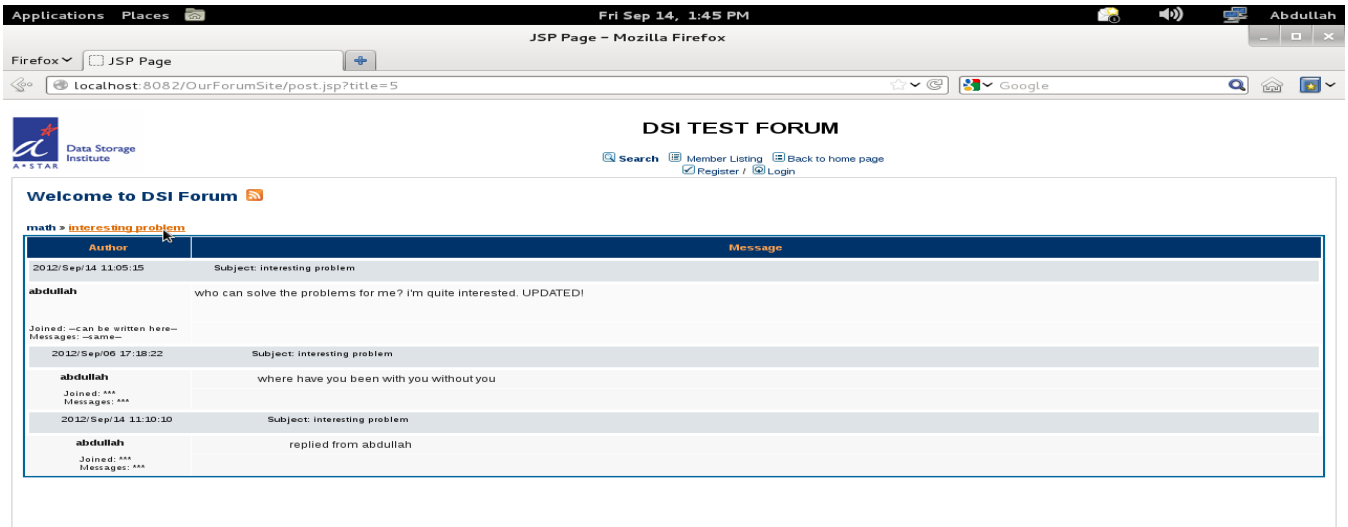 Applications Places Fri Sep 14, 1:45 PM Abdullah
JSP Page – Mozilla Firefox
Firefox JSP Page
localhost:8082/OurForumSite/post.jsp?title=5 Google
DSI TEST FORUM
a
A★STAR
Data Storage
Institute
Search Member Listing Back to home page
Register / Login
Welcome to DSI Forum
math » interesting problem
Author Message
2012/Sep/14 11:05:15 Subject: interesting problem
abdullah who can solve the problems for me? i'm quite interested. UPDATED!
Joined: --can be written here--
Messages: --same--
2012/Sep/06 17:18:22 Subject: interesting problem
abdullah where have you been with you without you
Joined: ***
Messages: ***
2012/Sep/14 11:10:10 Subject: interesting problem
abdullah replied from abdullah
Joined: ***
Messages: ***